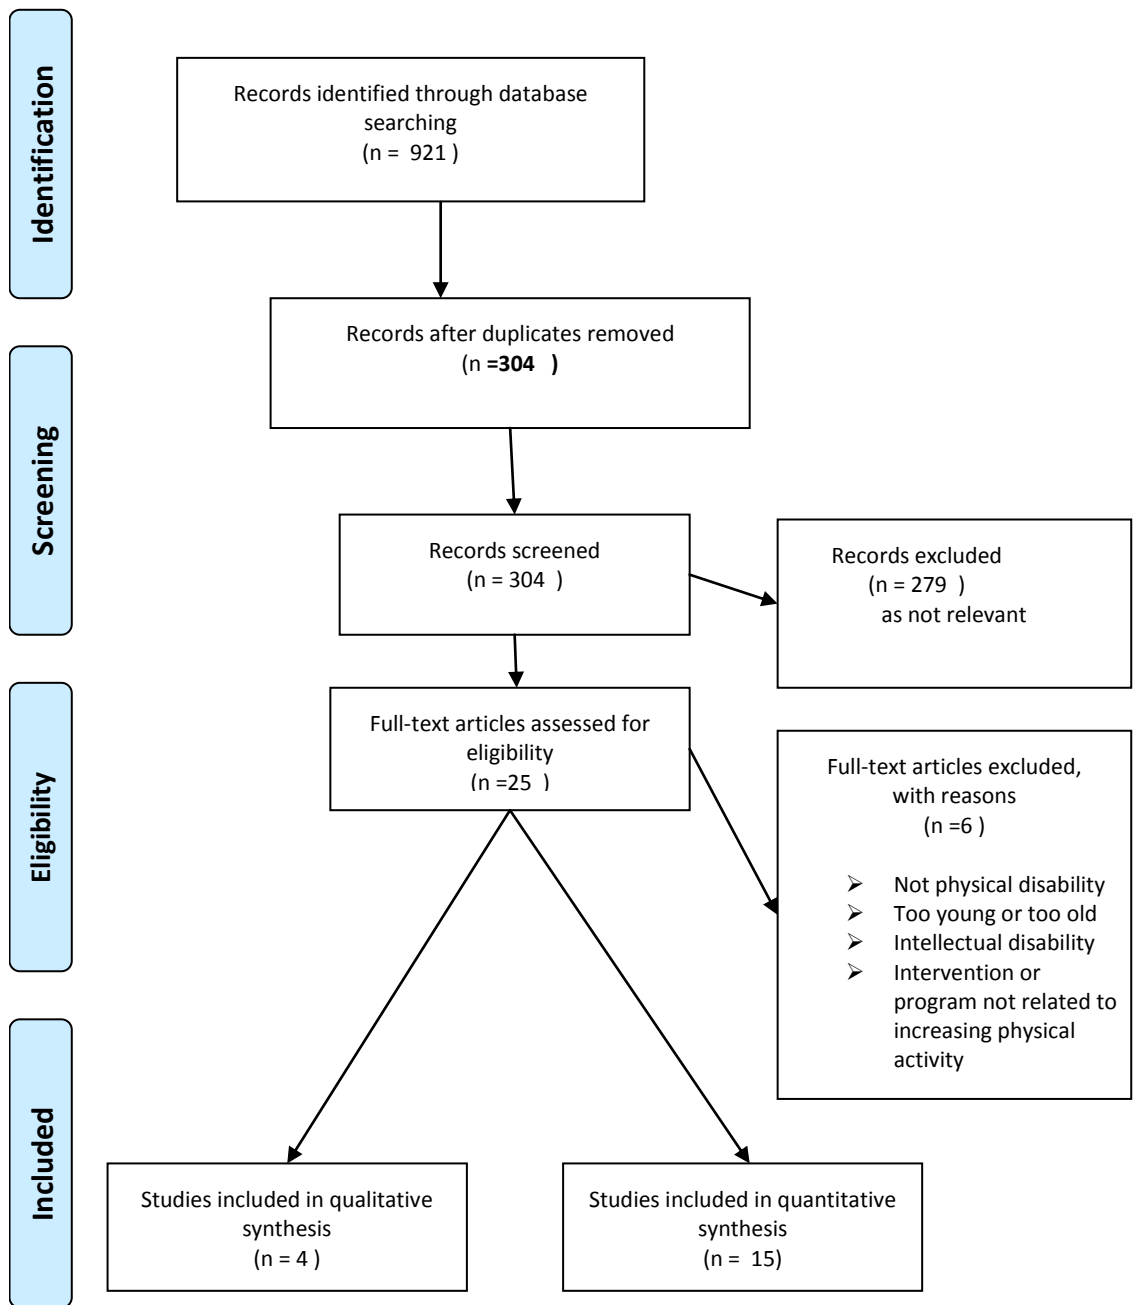 Identification
Records identified through database
searching
(n =  921 )
Records after duplicates removed
(n =304   )
Screening
Records screened
(n = 304  )
Records excluded
(n = 279  )
as not relevant
Eligibility
Full-text articles assessed for
eligibility
(n =25  )
Full-text articles excluded,
with reasons
(n =6  )
➢ Not physical disability
➢ Too young or too old
➢ Intellectual disability
➢ Intervention or
program not related to
increasing physical
activity
Included
Studies included in qualitative
synthesis
(n = 4 )
Studies included in quantitative
synthesis
(n =  15)